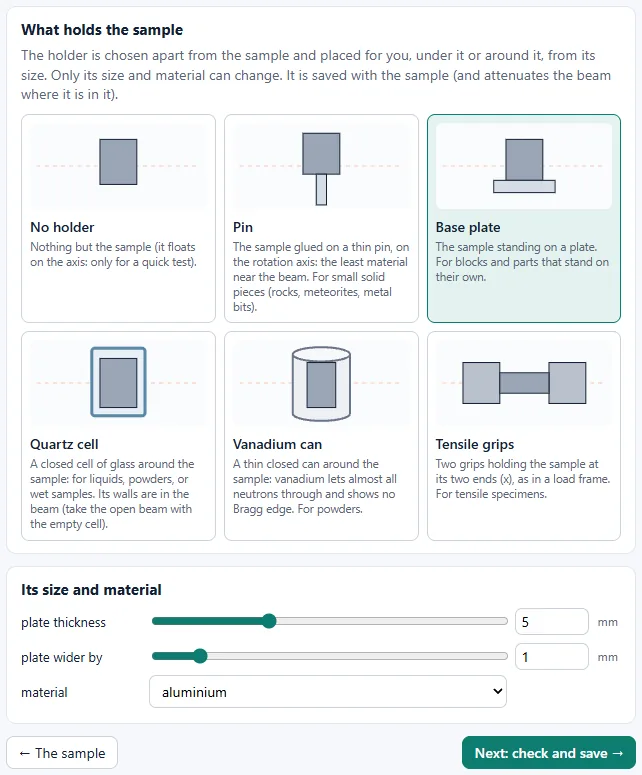 What holds the sample
The holder is chosen apart from the sample and placed for you, under it or around it, from its
size. Only its size and material can change. It is saved with the sample (and attenuates the beam
where it is in it).
No holder
Nothing but the sample (it floats
on the axis: only for a quick test).
Pin
The sample glued on a thin pin, on
the rotation axis: the least material
near the beam. For small solid
pieces (rocks, meteorites, metal
bits).
Base plate
The sample standing on a plate.
For blocks and parts that stand on
their own.
Quartz cell
A closed cell of glass around the
sample: for liquids, powders, or
wet samples. Its walls are in the
beam (take the open beam with
the empty cell).
Vanadium can
A thin closed can around the
sample: vanadium lets almost all
neutrons through and shows no
Bragg edge. For powders.
Tensile grips
Two grips holding the sample at
its two ends (x), as in a load frame.
For tensile specimens.
Its size and material
plate thickness 5 mm
plate wider by 1 mm
material aluminium
← The sample
Next: check and save →